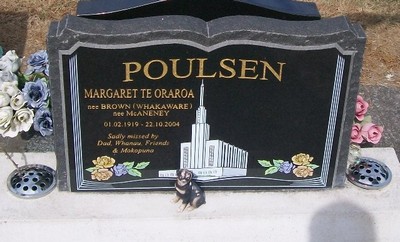 POULSEN
MARGARET TE ORAROA
nee BROWN (WHAKAWARE)
nee McANENEY
01.02.1919 - 22.10.2004
Sadly missed by
Dad, Whanau, Friends
& Mokopuna